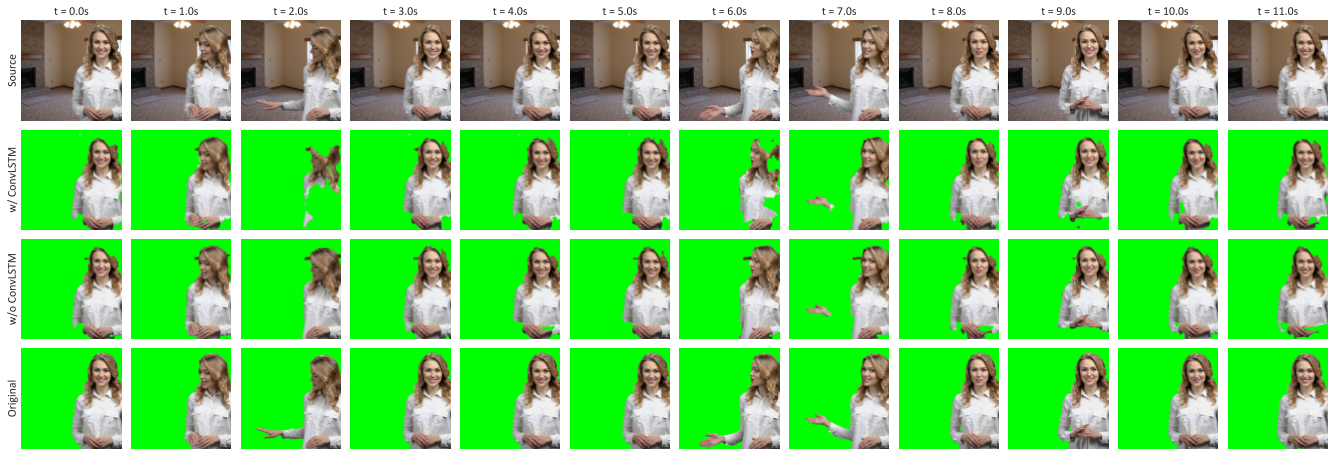 t = 0.0s t = 1.0s t = 2.0s t = 3.0s t = 4.0s t = 5.0s t = 6.0s t = 7.0s t = 8.0s t = 9.0s t = 10.0s t = 11.0s
Source
w/ ConvLSTM
w/o ConvLSTM
Original